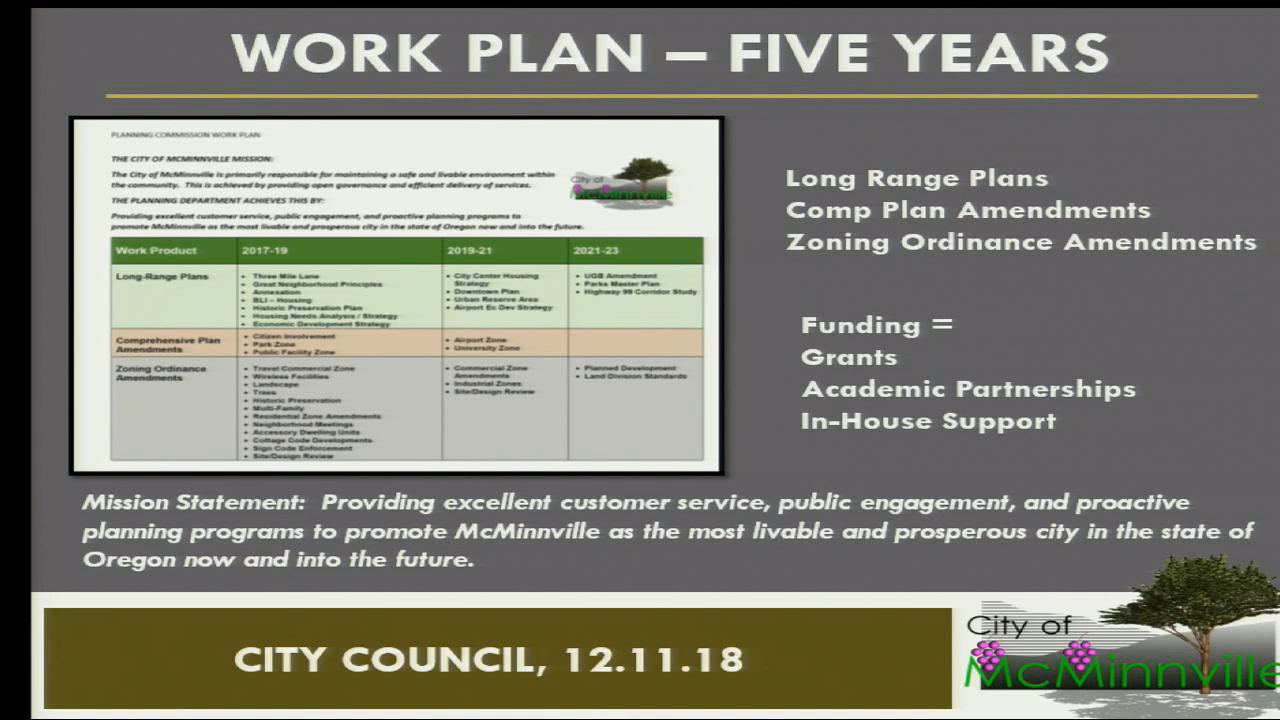 WORK PLAN – FIVE YEARS
PLANNING COMMISSION WORK PLAN
THE CITY OF MCMINNVILLE MISSION:
The City of McMinnville is primarily responsible for maintaining a safe and livable environment within
the community. This is achieved by providing open governance and efficient delivery of services.
THE PLANNING DEPARTMENT ACHIEVES THIS BY:
Providing excellent customer service, public engagement, and proactive planning programs to
promote McMinnville as the most livable and prosperous city in the state of Oregon now and into the future.
City of
McMinnville
Work Product 2017-19 2019-21 2021-23
Long-Range Plans
• Three Mile Lane
• Great Neighborhood Principles
• Annexation
• BLI – Housing
• Historic Preservation Plan
• Housing Needs Analysis / Strategy
• Economic Development Strategy
• City Center Housing
Strategy
• Downtown Plan
• Urban Reserve Area
• Airport Ec Dev Strategy
• UGB Amendment
• Parks Master Plan
• Highway 99 Corridor Study
Comprehensive Plan
Amendments
• Citizen Involvement
• Park Zone
• Public Facility Zone
• Airport Zone
• University Zone
Zoning Ordinance
Amendments
• Travel Commercial Zone
• Wireless Facilities
• Landscape
• Trees
• Historic Preservation
• Multi-Family
• Residential Zone Amendments
• Neighborhood Meetings
• Accessory Dwelling Units
• Cottage Code Developments
• Sign Code Enforcement
• Site/Design Review
• Commercial Zone
Amendments
• Industrial Zones
• Site/Design Review
• Planned Development
• Land Division Standards
Long Range Plans
Comp Plan Amendments
Zoning Ordinance Amendments
Funding =
Grants
Academic Partnerships
In-House Support
Mission Statement: Providing excellent customer service, public engagement, and proactive
planning programs to promote McMinnville as the most livable and prosperous city in the state of
Oregon now and into the future.
CITY COUNCIL, 12.11.18
City of
McMinnville